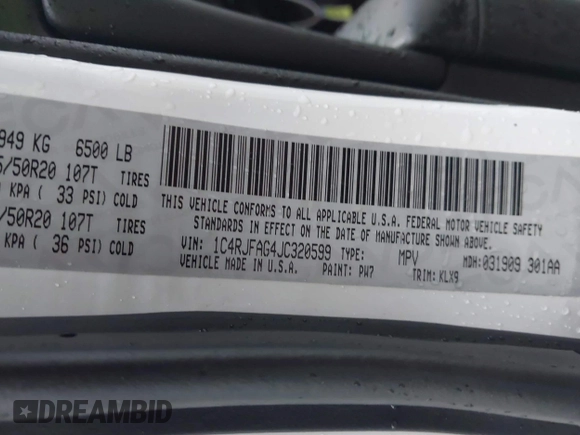 949 KG 6500 LB
/50R20 107T TIRES
KPA ( 33 PSI) COLD
/50R20 107T TIRES
KPA ( 36 PSI) COLD
THIS VEHICLE CONFORMS TO ALL APPLICABLE U.S.A. FEDERAL MOTOR VEHICLE SAFETY
STANDARDS IN EFFECT ON THE DATE OF MANUFACTURE SHOWN ABOVE.
VIN: 1C4RJFAG4JC320599 TYPE: MPV MDH: 031909 301AA
VEHICLE MADE IN U.S.A. PAINT: PW7 TRIM: KLX9
DREAMBID